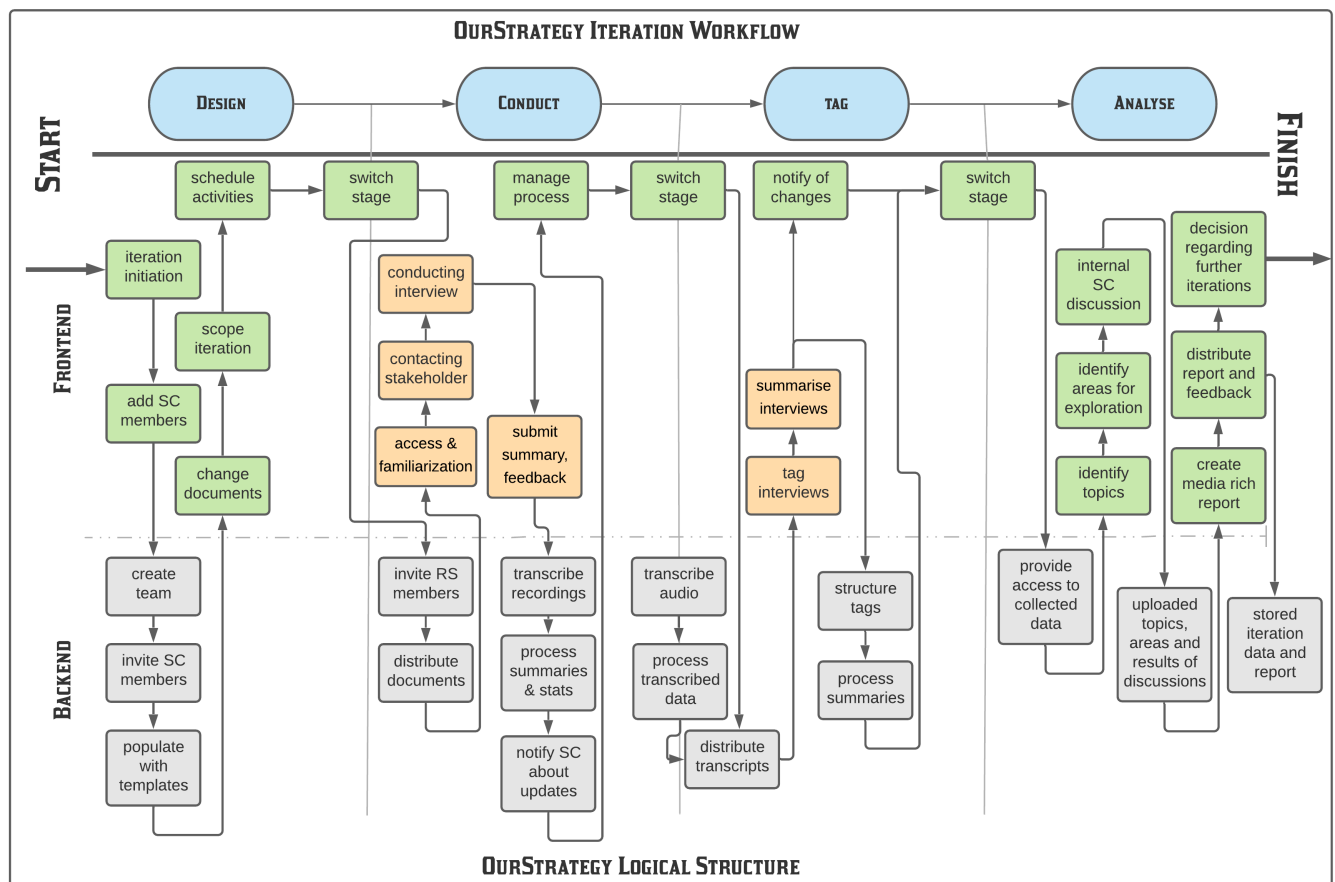 OurStrategy Iteration Workflow
Design
Conduct
tag
Analyse
Start
Finish
Frontend
Backend
schedule
activities
switch
stage
manage
process
switch
stage
notify of
changes
switch
stage
iteration
initiation
scope
iteration
add SC
members
change
documents
conducting
interview
contacting
stakeholder
access &
familiarization
submit
summary,
feedback
summarise
interviews
tag
interviews
internal
SC
discussion
identify
areas for
exploration
identify
topics
decision
regarding
further
iterations
distribute
report and
feedback
create
media rich
report
create
team
invite SC
members
populate
with
templates
invite RS
members
distribute
documents
transcribe
recordings
process
summaries
& stats
notify SC
about
updates
transcribe
audio
process
transcribed
data
distribute
transcripts
structure
tags
process
summaries
provide
access to
collected
data
uploaded
topics,
areas and
results of
discussions
stored
iteration
data and
report
OurStrategy Logical Structure